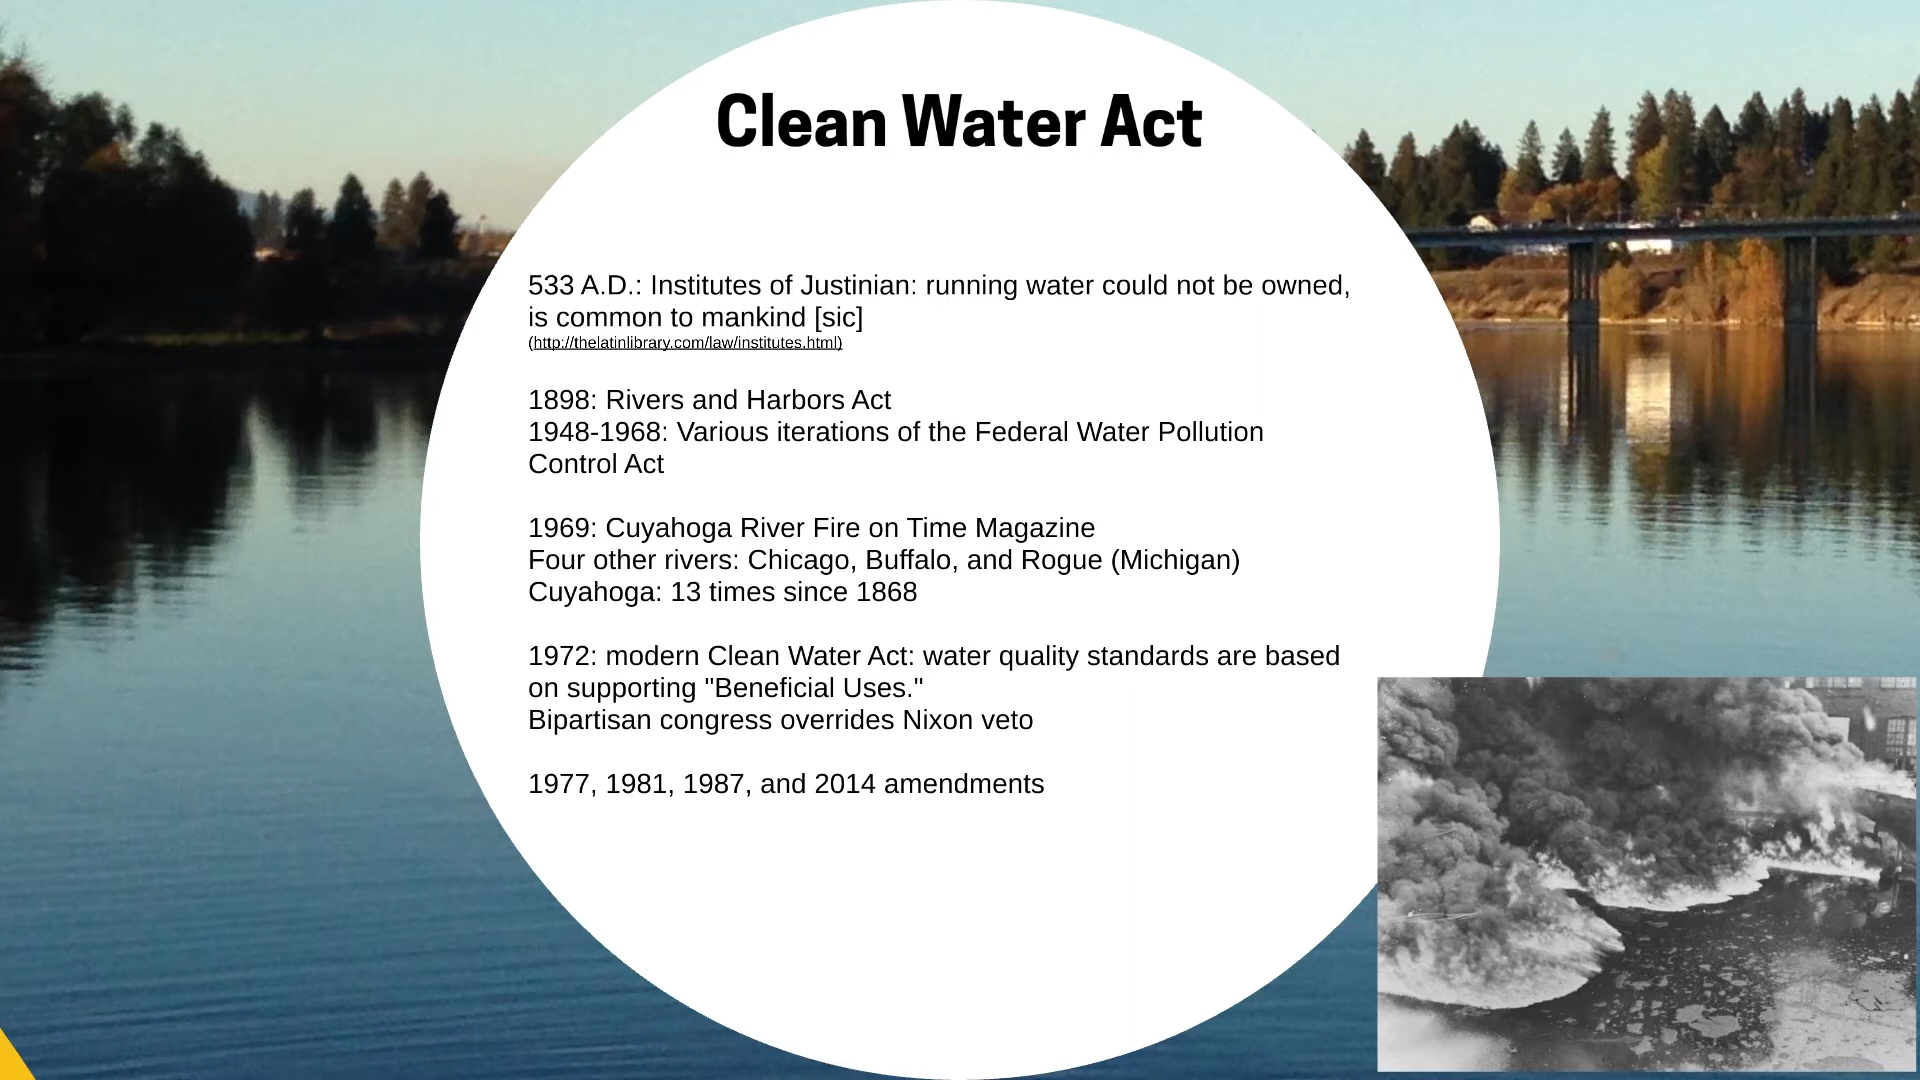 Clean Water Act
533 A.D.: Institutes of Justinian: running water could not be owned,
is common to mankind [sic]
(http://thelatinlibrary.com/law/institutes.html)
1898: Rivers and Harbors Act
1948-1968: Various iterations of the Federal Water Pollution
Control Act
1969: Cuyahoga River Fire on Time Magazine
Four other rivers: Chicago, Buffalo, and Rogue (Michigan)
Cuyahoga: 13 times since 1868
1972: modern Clean Water Act: water quality standards are based
on supporting "Beneficial Uses."
Bipartisan congress overrides Nixon veto
1977, 1981, 1987, and 2014 amendments